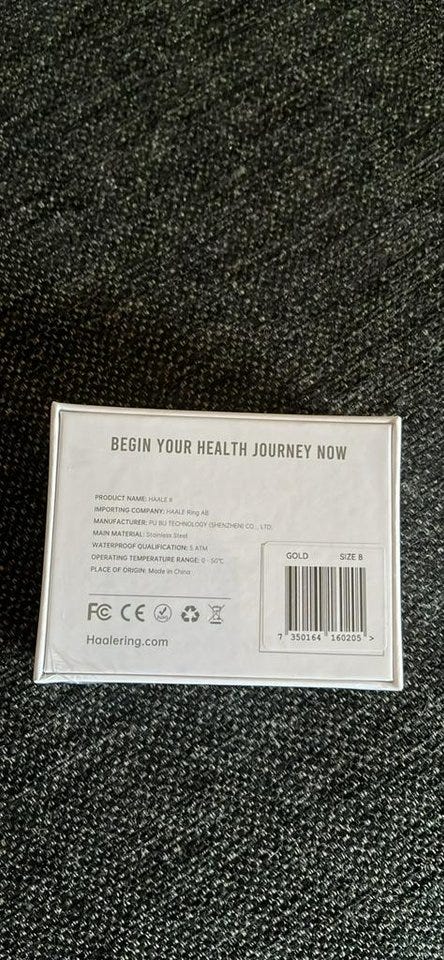 BEGIN YOUR HEALTH JOURNEY NOW
PRODUCT NAME: HAALE II
IMPORTING COMPANY: HAALE Ring AB
MANUFACTURER: PU BU TECHNOLOGY (SHENZHEN) CO., LTD.
MAIN MATERIAL: Stainless Steel
WATERPROOF QUALIFICATION: 5 ATM
OPERATING TEMPERATURE RANGE: 0 - 50℃
PLACE OF ORIGIN: Made in China
GOLD SIZE 8
7 350164 160205 >
FC CE
Haalering.com